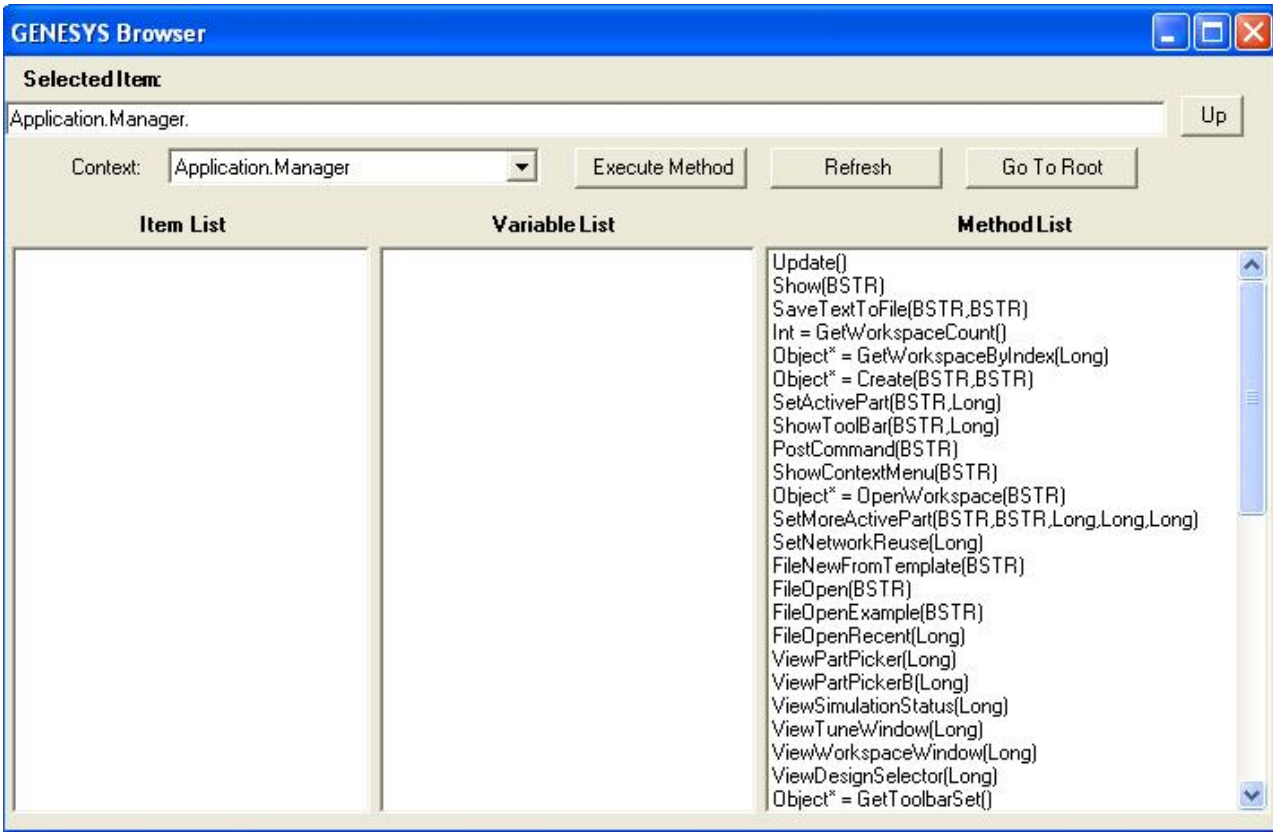 GENESYS Browser
Selected Item:
Application.Manager.
Up
Context:
Application.Manager
Execute Method
Refresh
Go To Root
Item List
Variable List
Method List
Update()
Show(BSTR)
SaveTextToFile(BSTR,BSTR)
Int = GetWorkspaceCount()
Object* = GetWorkspaceByIndex(Long)
Object* = Create(BSTR,BSTR)
SetActivePart(BSTR,Long)
ShowToolBar(BSTR,Long)
PostCommand(BSTR)
ShowContextMenu(BSTR)
Object* = OpenWorkspace(BSTR)
SetMoreActivePart(BSTR,BSTR,Long,Long,Long)
SetNetworkReuse(Long)
FileNewFromTemplate(BSTR)
FileOpen(BSTR)
FileOpenExample(BSTR)
FileOpenRecent(Long)
ViewPartPicker(Long)
ViewPartPickerB(Long)
ViewSimulationStatus(Long)
ViewTuneWindow(Long)
ViewWorkspaceWindow(Long)
ViewDesignSelector(Long)
Object* = GetToolbarSet()